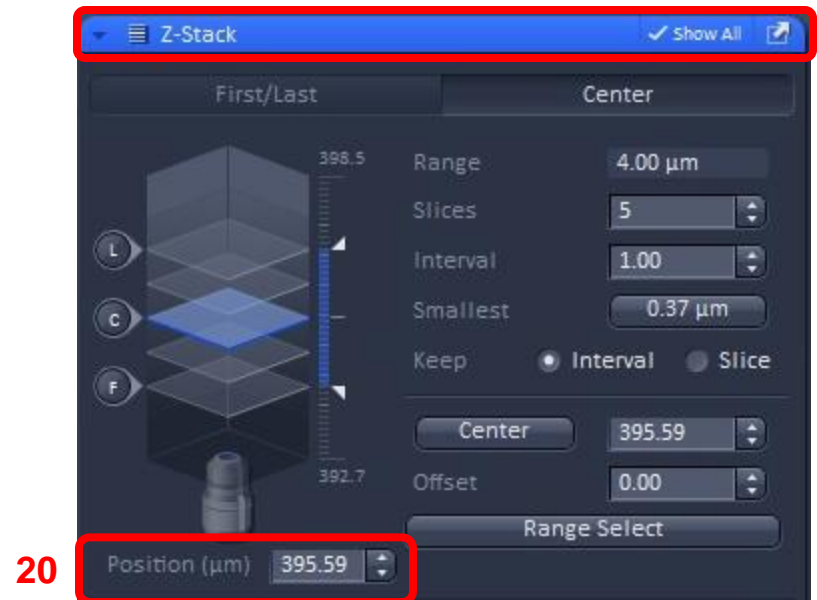 Z-Stack Show All
First/Last Center
398.5
Range 4.00 µm
Slices 5
L
Interval 1.00
C
Smallest 0.37 µm
Keep Interval Slice
F
Center 395.59
392.7
Offset 0.00
Range Select
20 Position (µm) 395.59